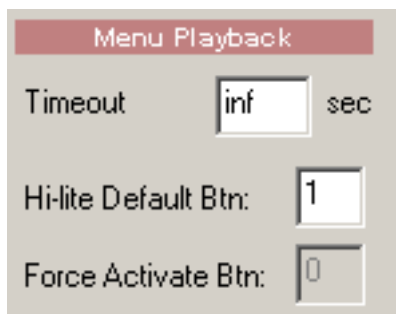 Menu Playback
Timeout inf sec
Hi-lite Default Btn: 1
Force Activate Btn: 0